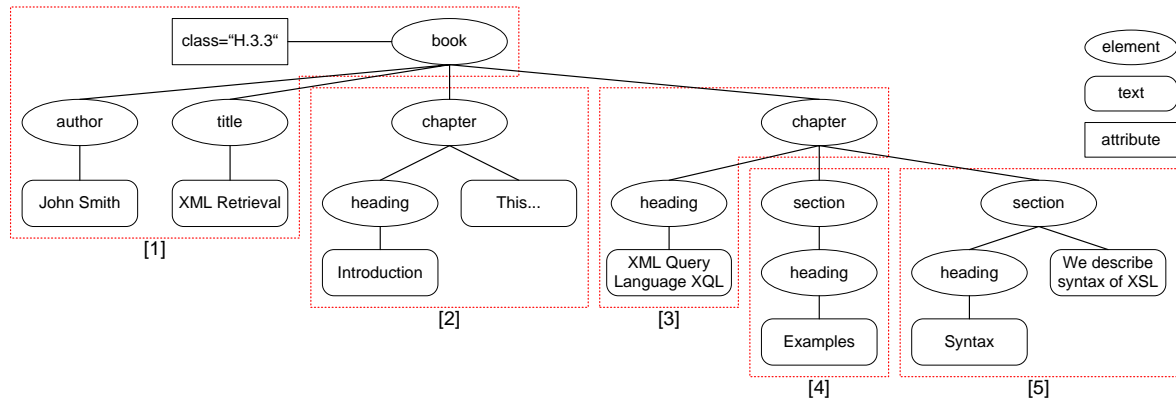 class=“H.3.3“
book
element
text
attribute
author
title
chapter
chapter
John Smith
XML Retrieval
heading
This...
heading
section
section
[1]
Introduction
XML Query
Language XQL
heading
heading
We describe
syntax of XSL
[2]
[3]
Examples
Syntax
[4]
[5]